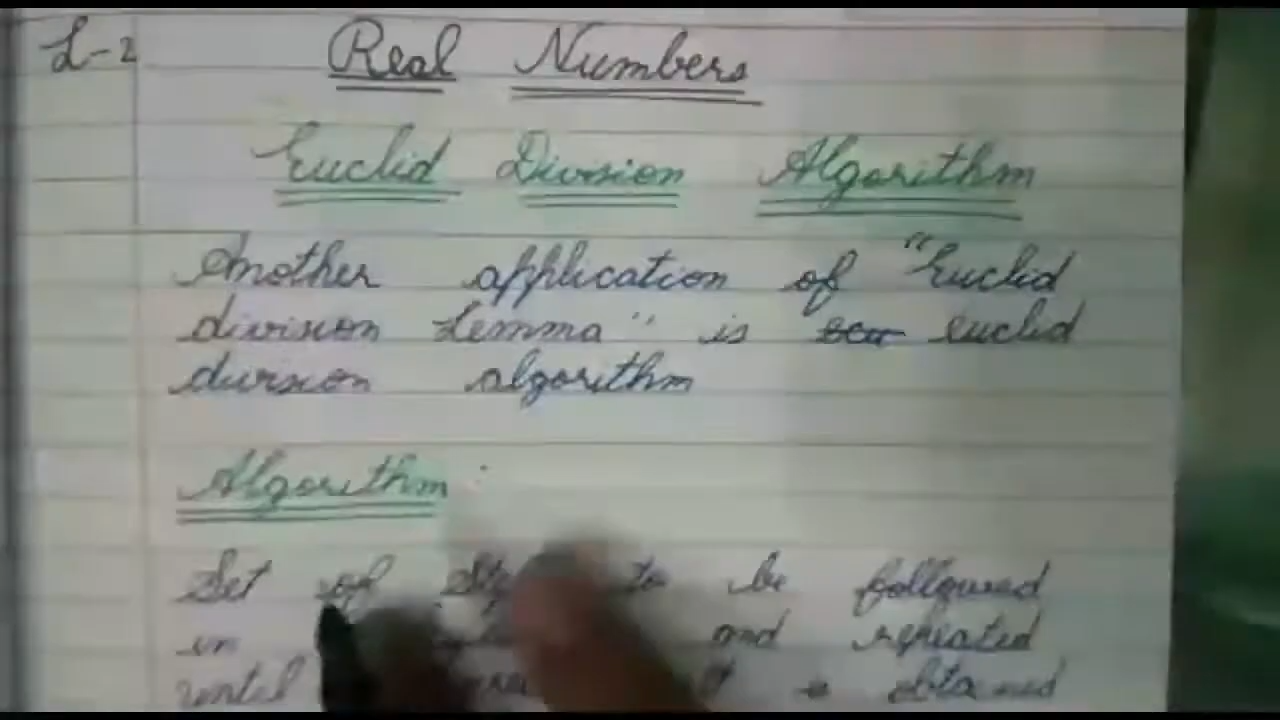 L-2
Real Numbers
Euclid Division Algorithm
Another application of "Euclid
division Lemma" is euclid
division algorithm
Algorithm :
Set of to be followed
in and repeated
until obtained